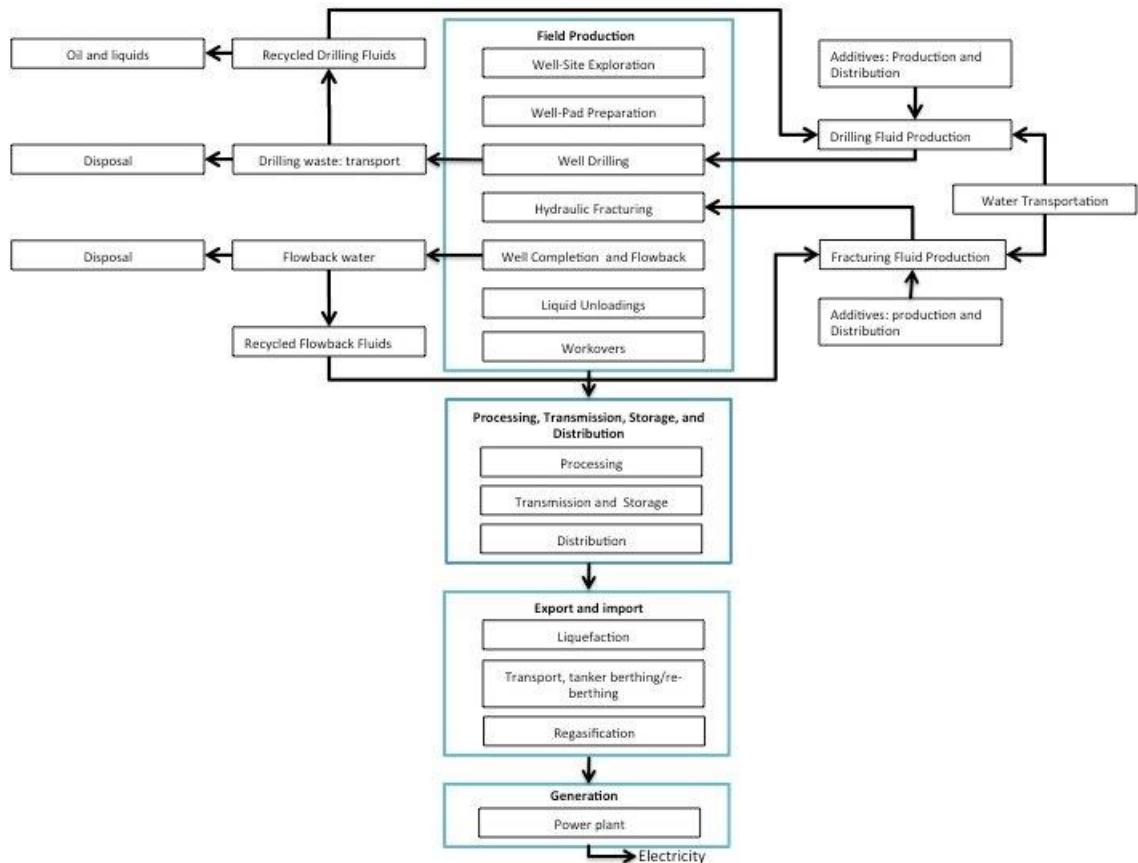 Field Production
Oil and liquids
Recycled Drilling Fluids
Well-Site Exploration
Additives: Production and
Distribution
Well-Pad Preparation
Drilling Fluid Production
Disposal
Drilling waste: transport
Well Drilling
Water Transportation
Hydraulic Fracturing
Disposal
Flowback water
Well Completion and Flowback
Fracturing Fluid Production
Liquid Unloadings
Additives: production and
Distribution
Recycled Flowback Fluids
Workovers
Processing, Transmission, Storage, and
Distribution
Processing
Transmission and Storage
Distribution
Export and import
Liquefaction
Transport, tanker berthing/re-
berthing
Regasification
Generation
Power plant
Electricity